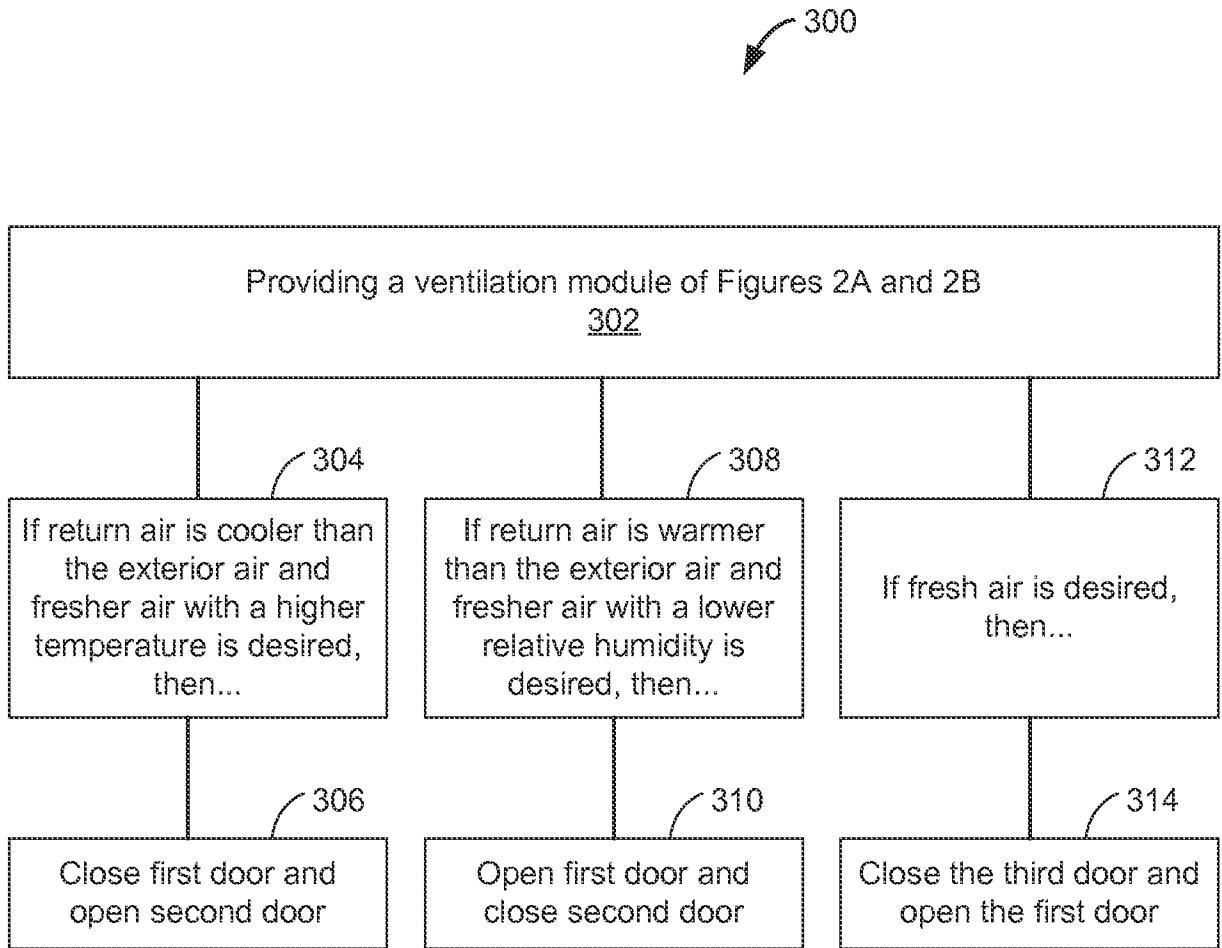 300
Providing a ventilation module of Figures 2A and 2B
302
304
If return air is cooler than
the exterior air and
fresher air with a higher
temperature is desired,
then...
308
If return air is warmer
than the exterior air and
fresher air with a lower
relative humidity is
desired, then...
312
If fresh air is desired,
then...
306
Close first door and
open second door
310
Open first door and
close second door
314
Close the third door and
open the first door